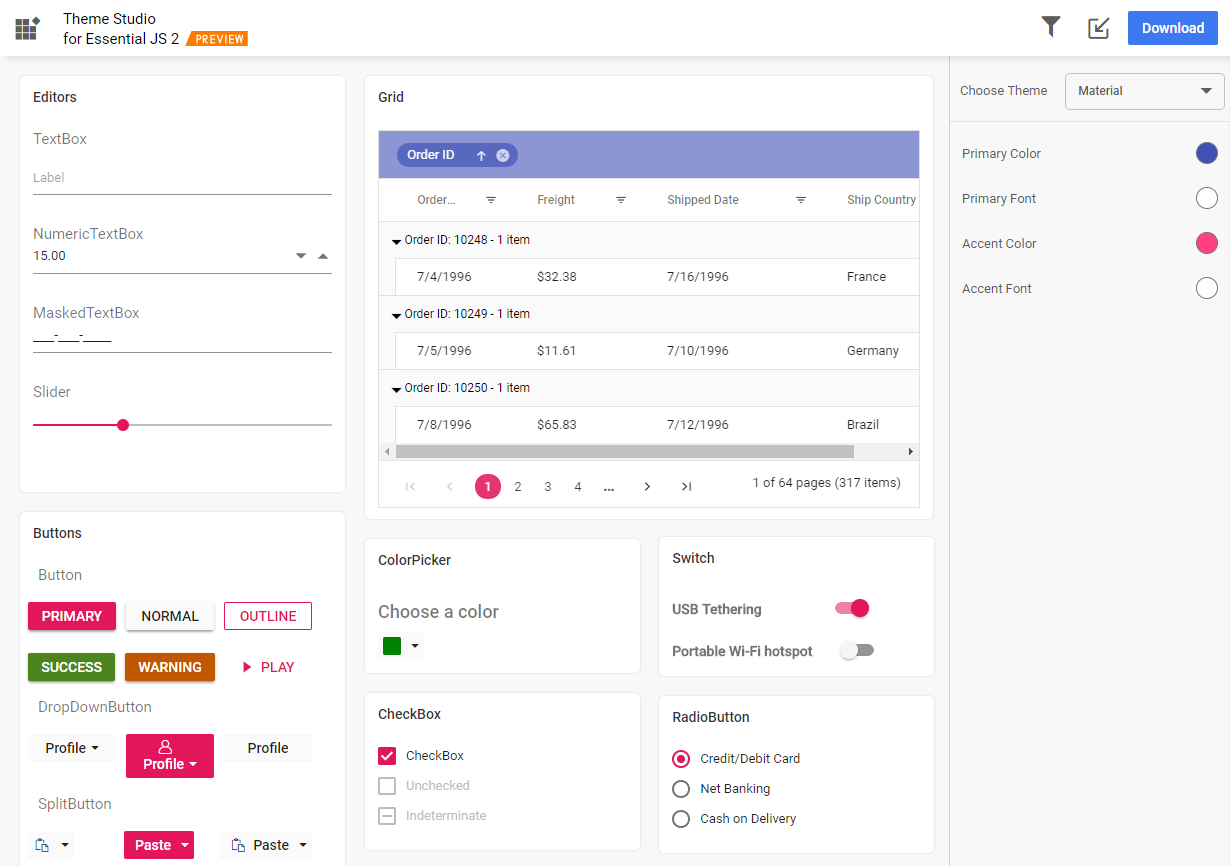 Theme Studio
for Essential JS 2 PREVIEW
Download
Editors
TextBox
Label
NumericTextBox
15.00
MaskedTextBox
___-___-____
Slider
Buttons
Button
PRIMARY NORMAL OUTLINE
SUCCESS WARNING PLAY
DropDownButton
Profile Profile Profile
SplitButton
Paste Paste
Grid
Order ID
Order... Freight Shipped Date Ship Country
Order ID: 10248 - 1 item
7/4/1996 $32.38 7/16/1996 France
Order ID: 10249 - 1 item
7/5/1996 $11.61 7/10/1996 Germany
Order ID: 10250 - 1 item
7/8/1996 $65.83 7/12/1996 Brazil
1 2 3 4 ... 1 of 64 pages (317 items)
ColorPicker
Choose a color
Switch
USB Tethering
Portable Wi-Fi hotspot
CheckBox
CheckBox
Unchecked
Indeterminate
RadioButton
Credit/Debit Card
Net Banking
Cash on Delivery
Choose Theme Material
Primary Color
Primary Font
Accent Color
Accent Font